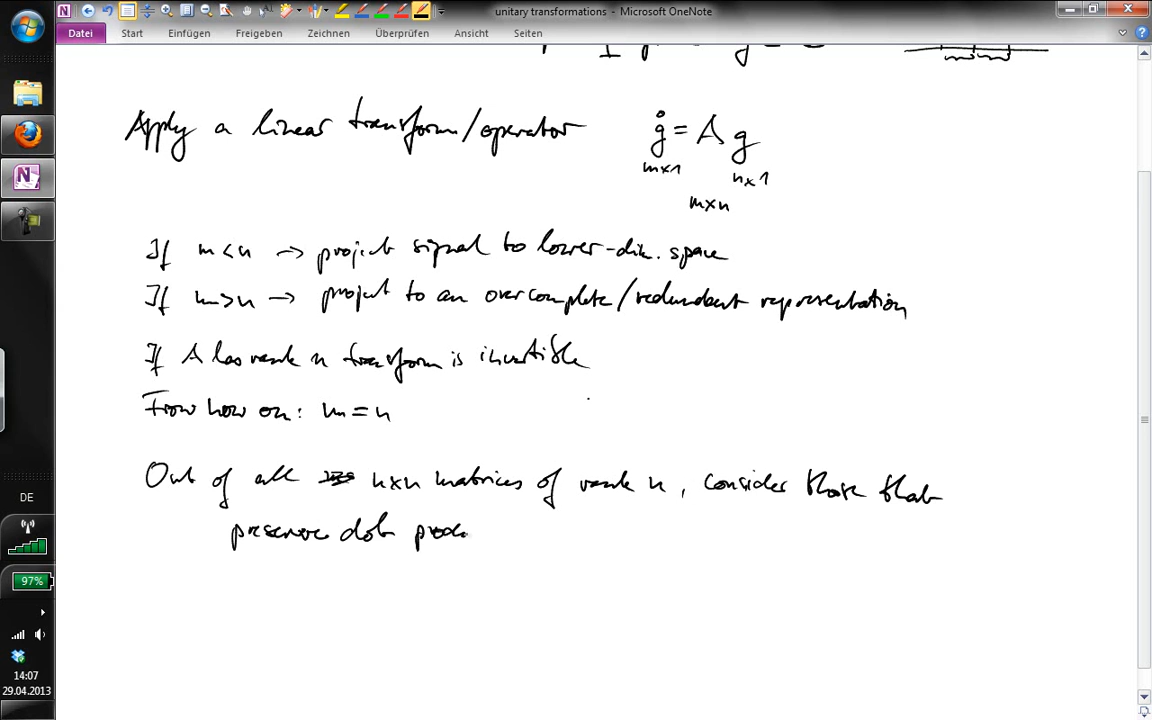 unitary transformations - Microsoft OneNote
Datei Start Einfügen Freigeben Zeichnen Überprüfen Ansicht Seiten
Apply a linear transform/operator g̊ = A g
m×1 n×1
m×n
If m < n → project signal to lower-dim. space
If m > n → project to an overcomplete/redundant representation
If A has rank n transform is invertible
From now on: m = n
Out of all n×n matrices of rank n, consider those that
preserve dot produ
DE
97%
14:07
29.04.2013